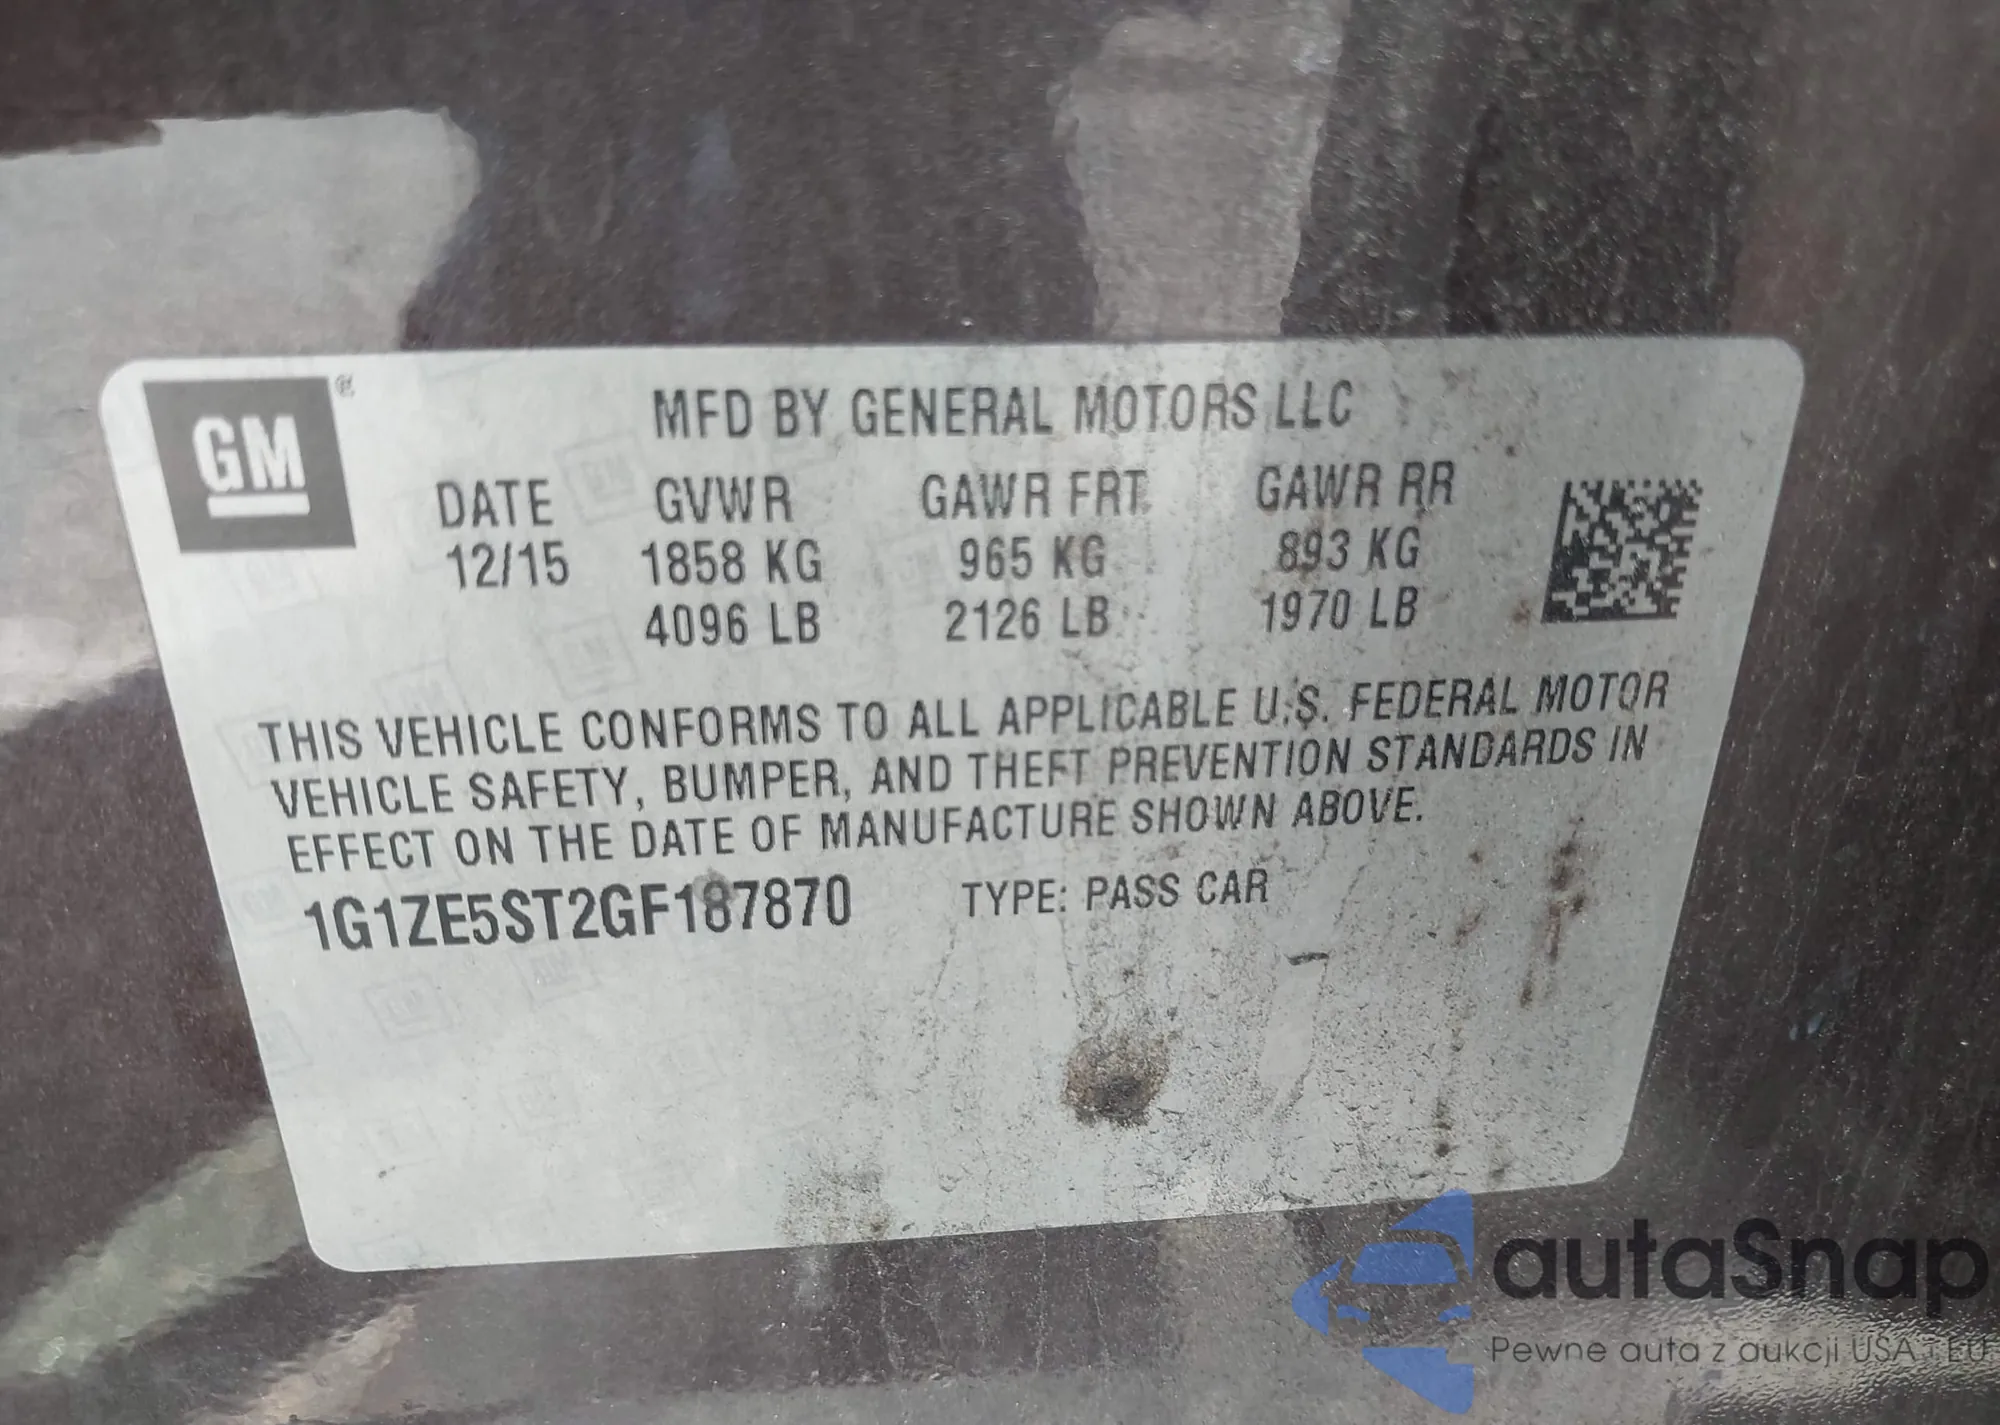 GM ®
MFD BY GENERAL MOTORS LLC
DATE GVWR GAWR FRT GAWR RR
12/15 1858 KG 965 KG 893 KG
4096 LB 2126 LB 1970 LB
THIS VEHICLE CONFORMS TO ALL APPLICABLE U.S. FEDERAL MOTOR
VEHICLE SAFETY, BUMPER, AND THEFT PREVENTION STANDARDS IN
EFFECT ON THE DATE OF MANUFACTURE SHOWN ABOVE.
1G1ZE5ST2GF187870 TYPE: PASS CAR
autaSnap
Pewne auta z aukcji USA i EU